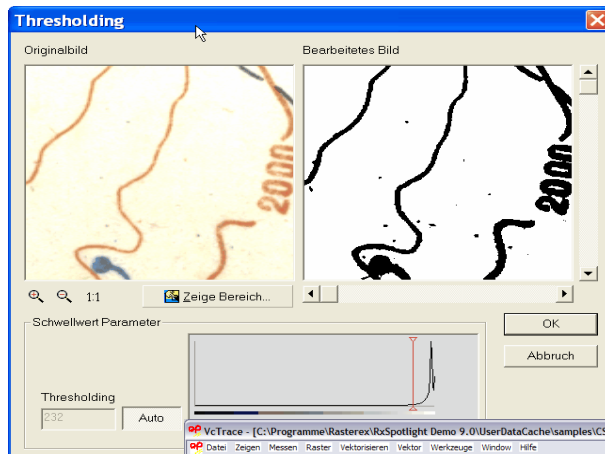 Thresholding
Originalbild
Bearbeitetes Bild
2000
2000
1:1
Zeige Bereich...
Schwellwert Parameter
OK
Abbruch
Thresholding
232
Auto
VcTrace - [C:\Programme\Rasterex\RxSpotlight Demo 9.0\UserDataCache\samples\CS
Datei Zeigen Messen Raster Vektorisieren Vektor Werkzeuge Window Hilfe